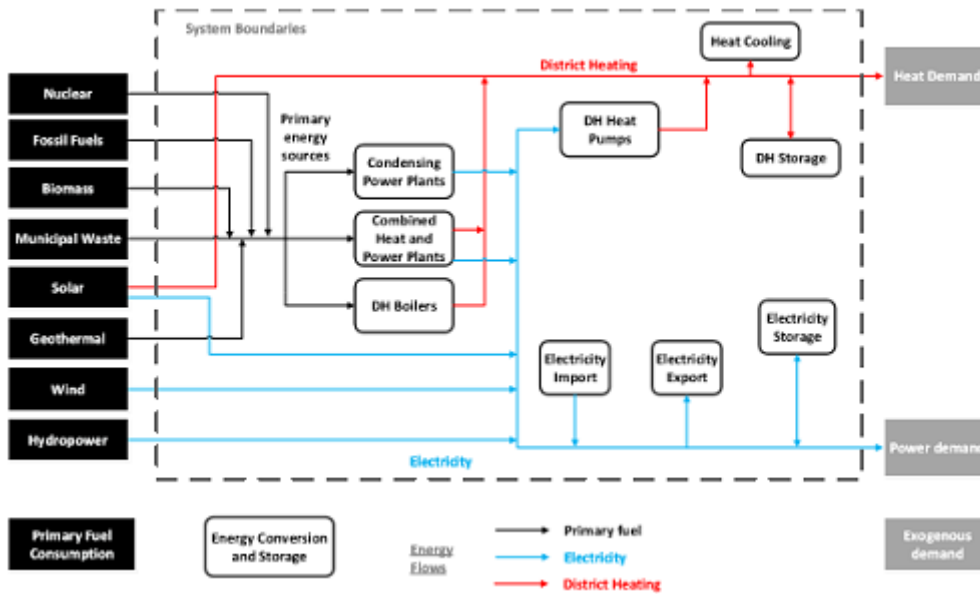 System Boundaries
Heat Cooling
District Heating
Heat Demand
Nuclear
Fossil Fuels
Primary
energy
sources
DH Heat
Pumps
DH Storage
Biomass
Condensing
Power Plants
Municipal Waste
Combined
Heat and
Power Plants
Solar
DH Boilers
Geothermal
Electricity
Storage
Electricity
Import
Electricity
Export
Wind
Hydropower
Electricity
Power demand
Primary Fuel
Consumption
Energy Conversion
and Storage
Energy
Flows
Primary fuel
Electricity
District Heating
Exogenous
demand